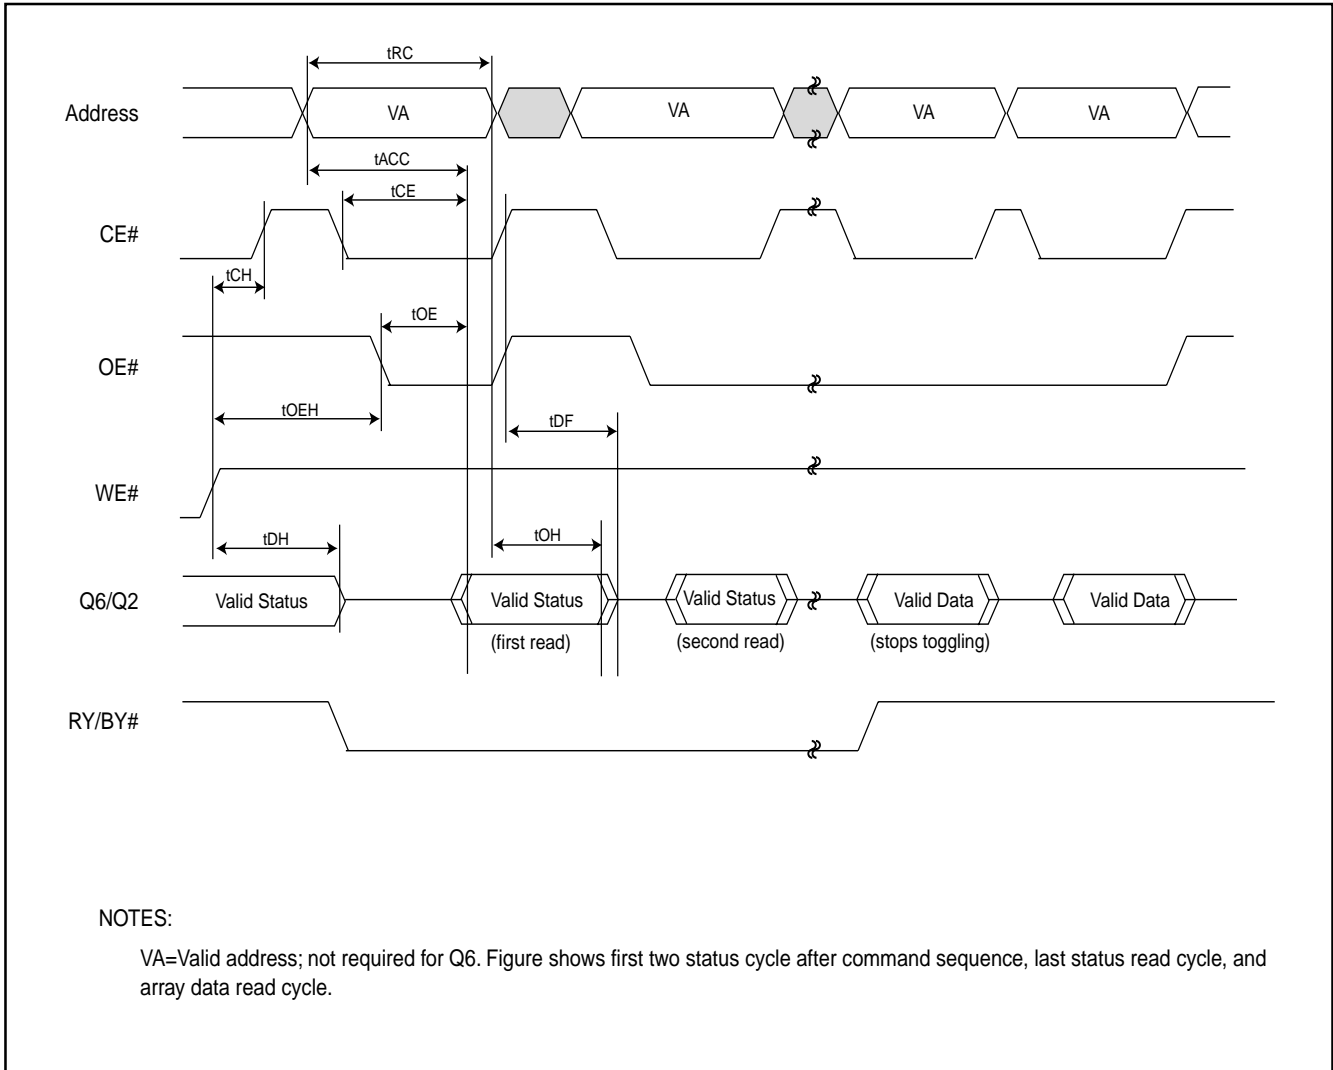 tRC
Address
VA
VA
VA
VA
tACC
tCE
CE#
tCH
tOE
OE#
tOEH
tDF
WE#
tDH
tOH
Q6/Q2
Valid Status
Valid Status
Valid Status
Valid Data
Valid Data
(first read)
(second read)
(stops toggling)
RY/BY#
NOTES:
VA=Valid address; not required for Q6. Figure shows first two status cycle after command sequence, last status read cycle, and
array data read cycle.